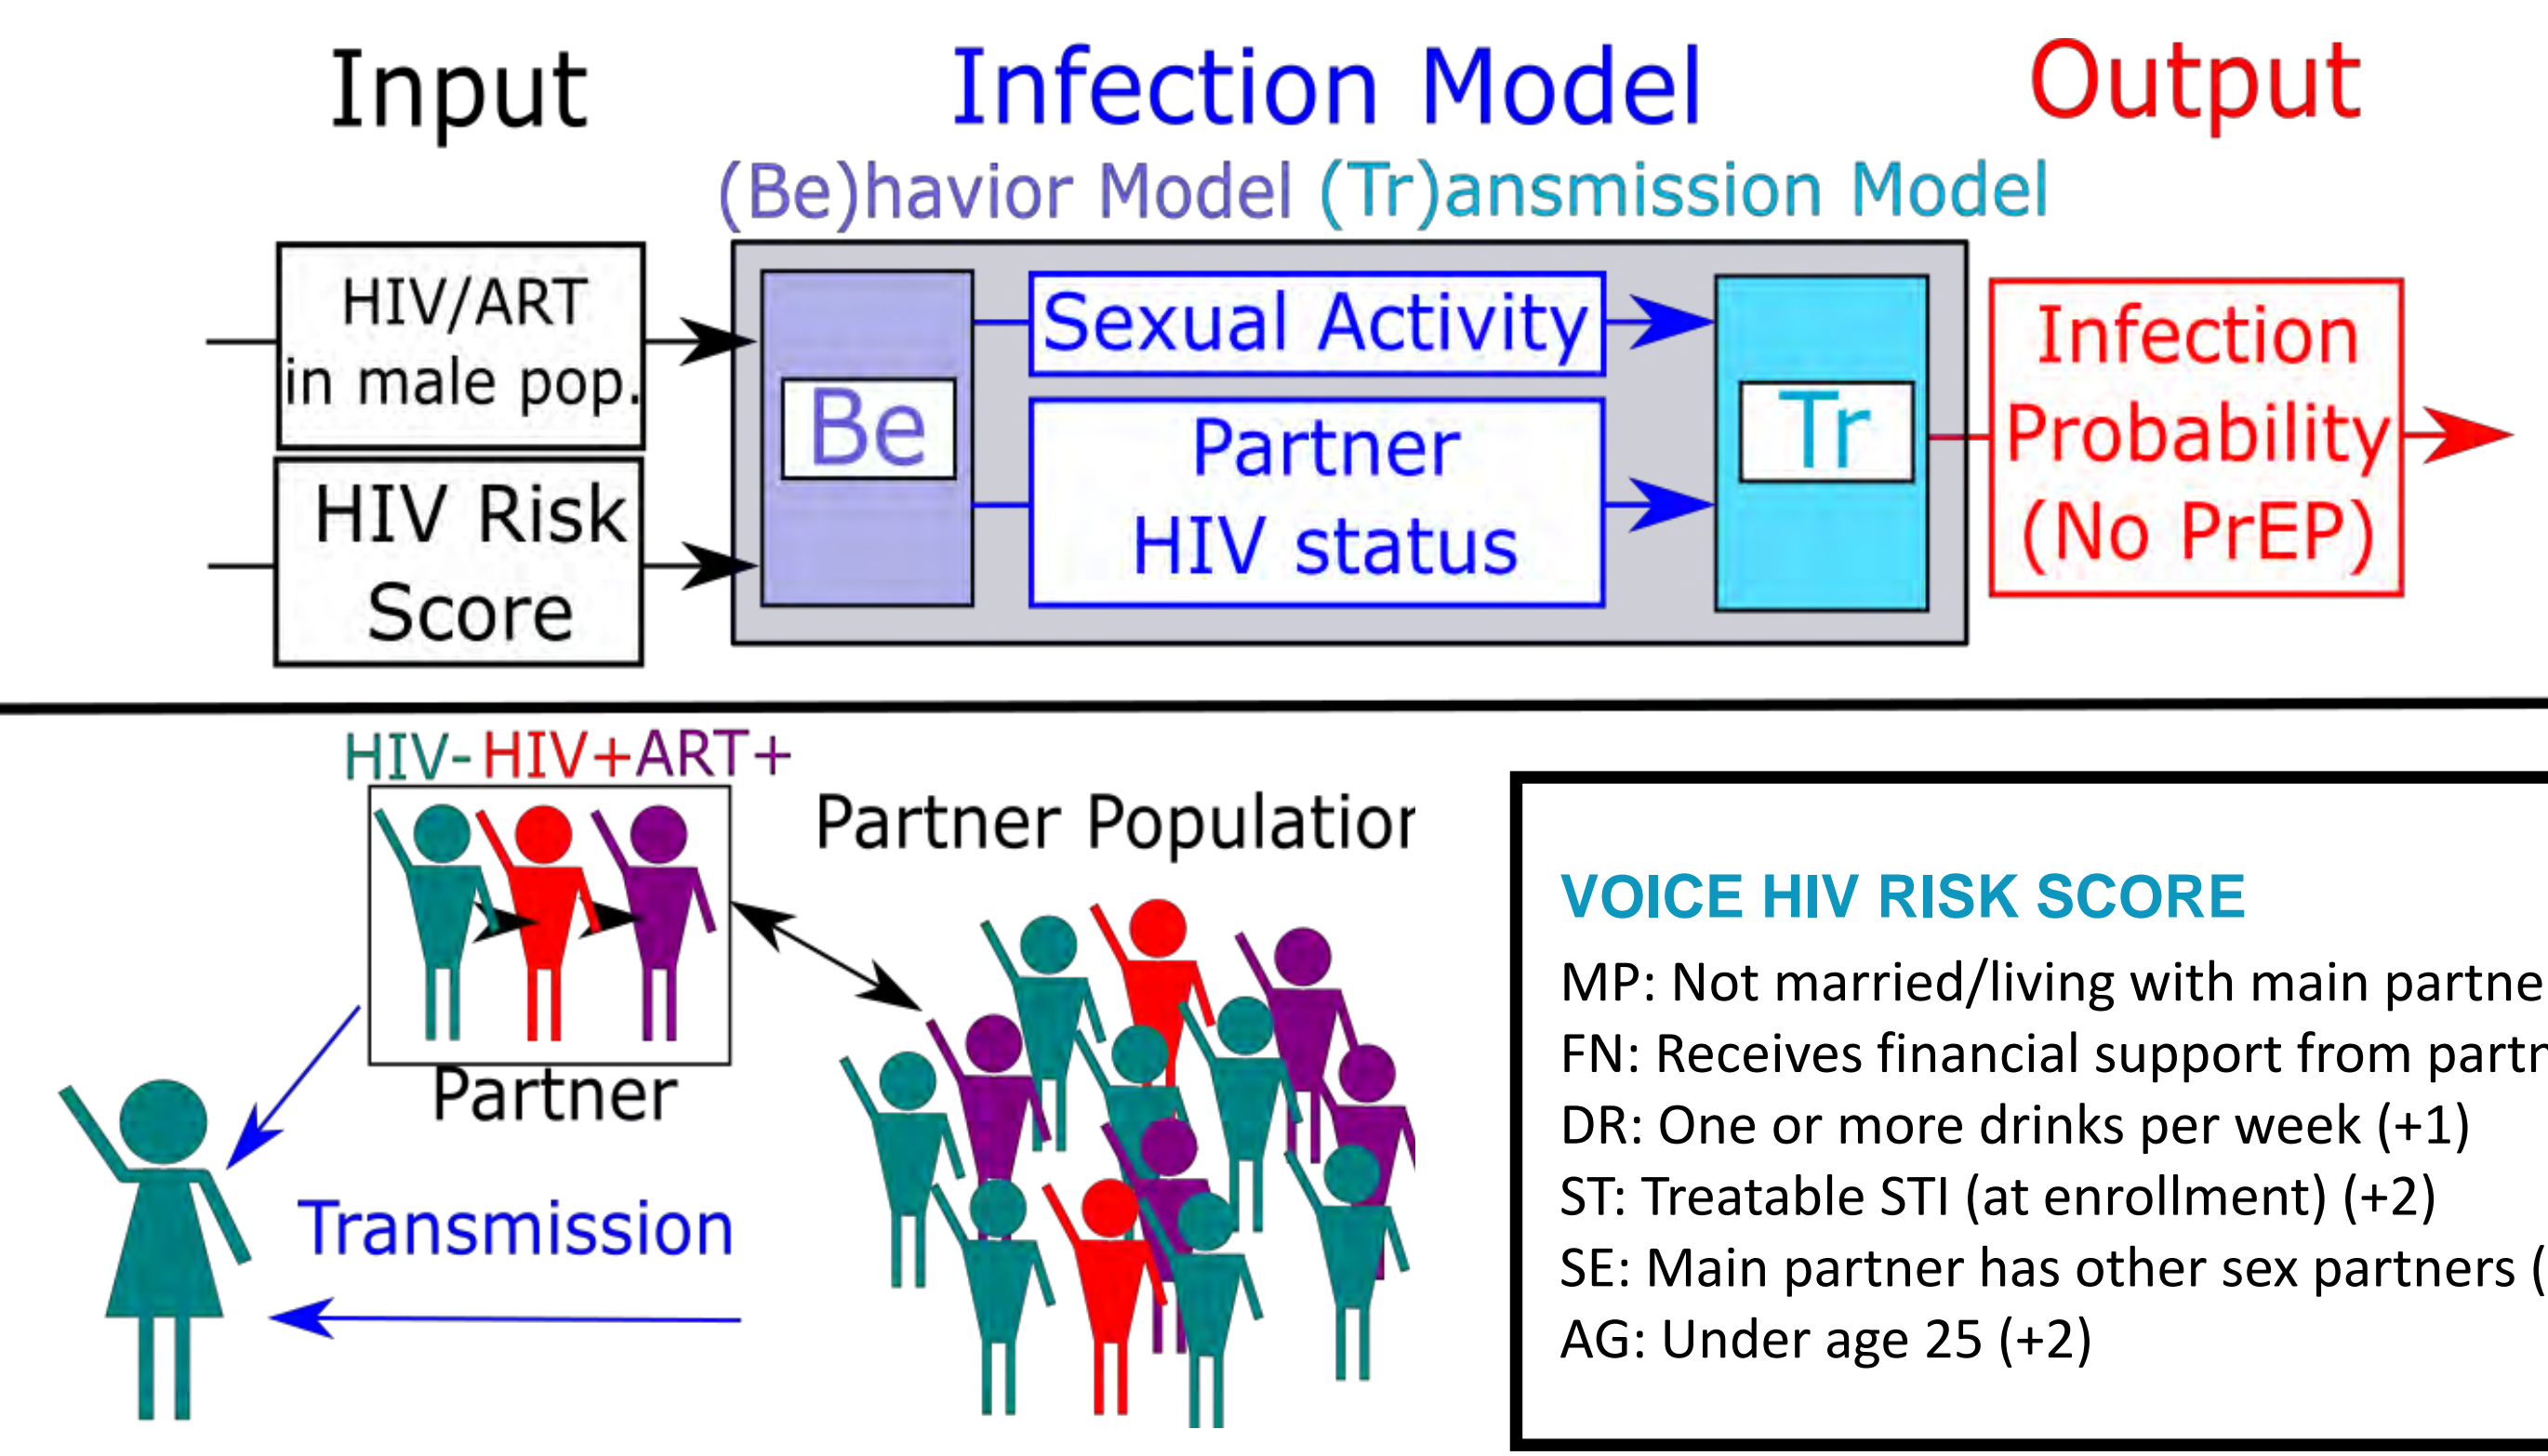 Input
Infection Model
Output
(Be)havior Model (Tr)ansmission Model
HIV/ART
in male pop.
HIV Risk
Score
Be
Sexual Activity
Partner
HIV status
Tr
Infection
Probability
(No PrEP)
HIV- HIV+ ART+
Partner
Partner Population
Transmission
VOICE HIV RISK SCORE
MP: Not married/living with main partne
FN: Receives financial support from partn
DR: One or more drinks per week (+1)
ST: Treatable STI (at enrollment) (+2)
SE: Main partner has other sex partners (
AG: Under age 25 (+2)